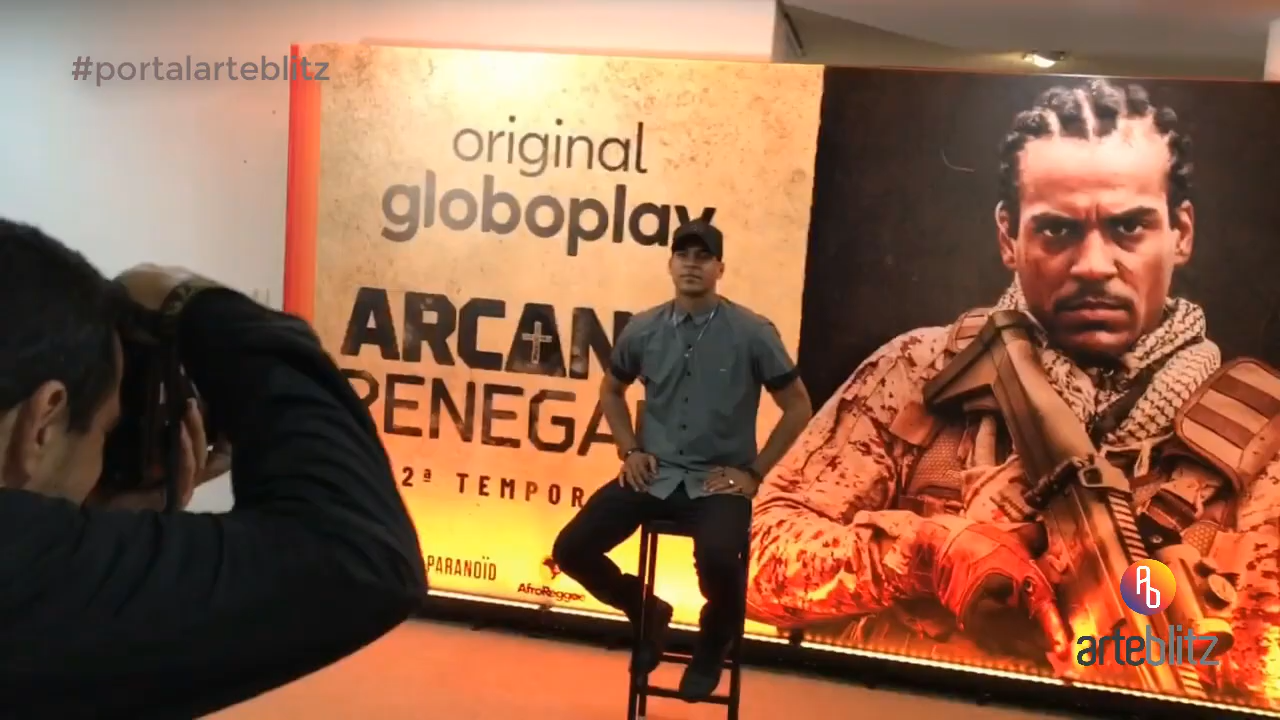 #portalarteblitz
original
globoplay
ARCAN
RENEGA
2ª TEMPOR
PARANOÏD
AfroReggae
arteblitz